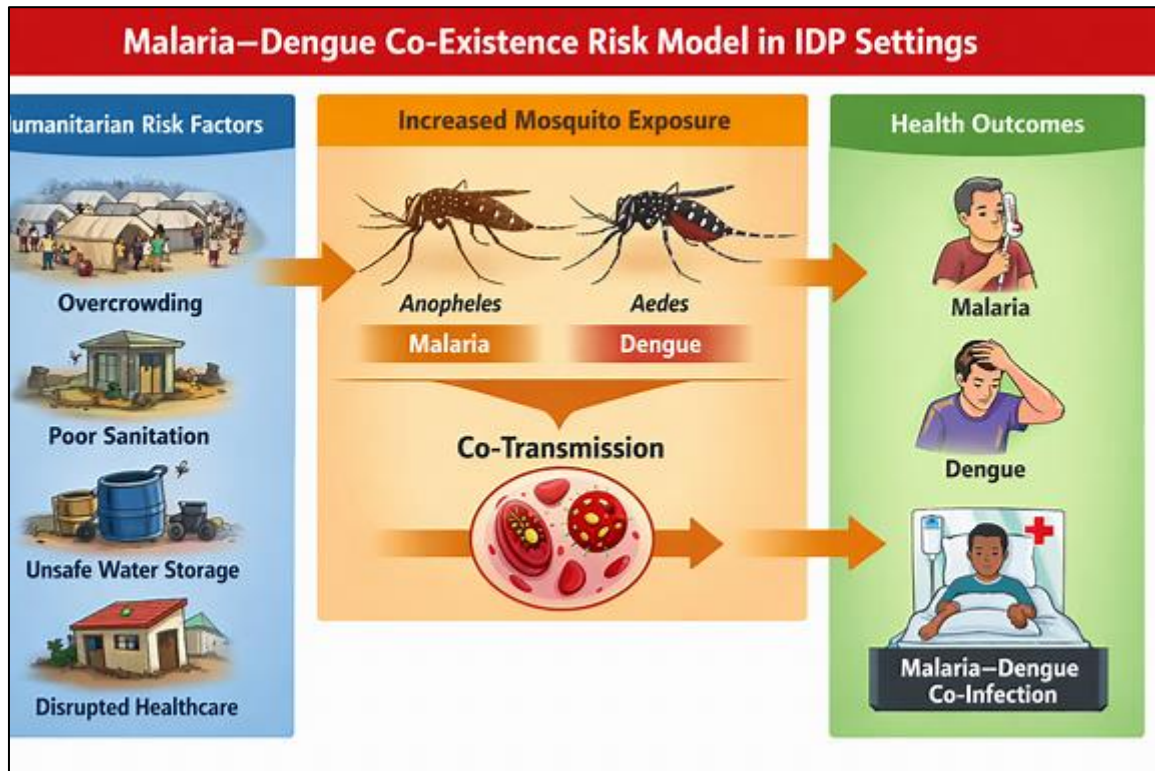 Malaria–Dengue Co-Existence Risk Model in IDP Settings
umanitarian Risk Factors
Overcrowding
Poor Sanitation
Unsafe Water Storage
Disrupted Healthcare
Increased Mosquito Exposure
Anopheles
Aedes
Malaria
Dengue
Co-Transmission
Health Outcomes
Malaria
Dengue
Malaria–Dengue
Co-Infection